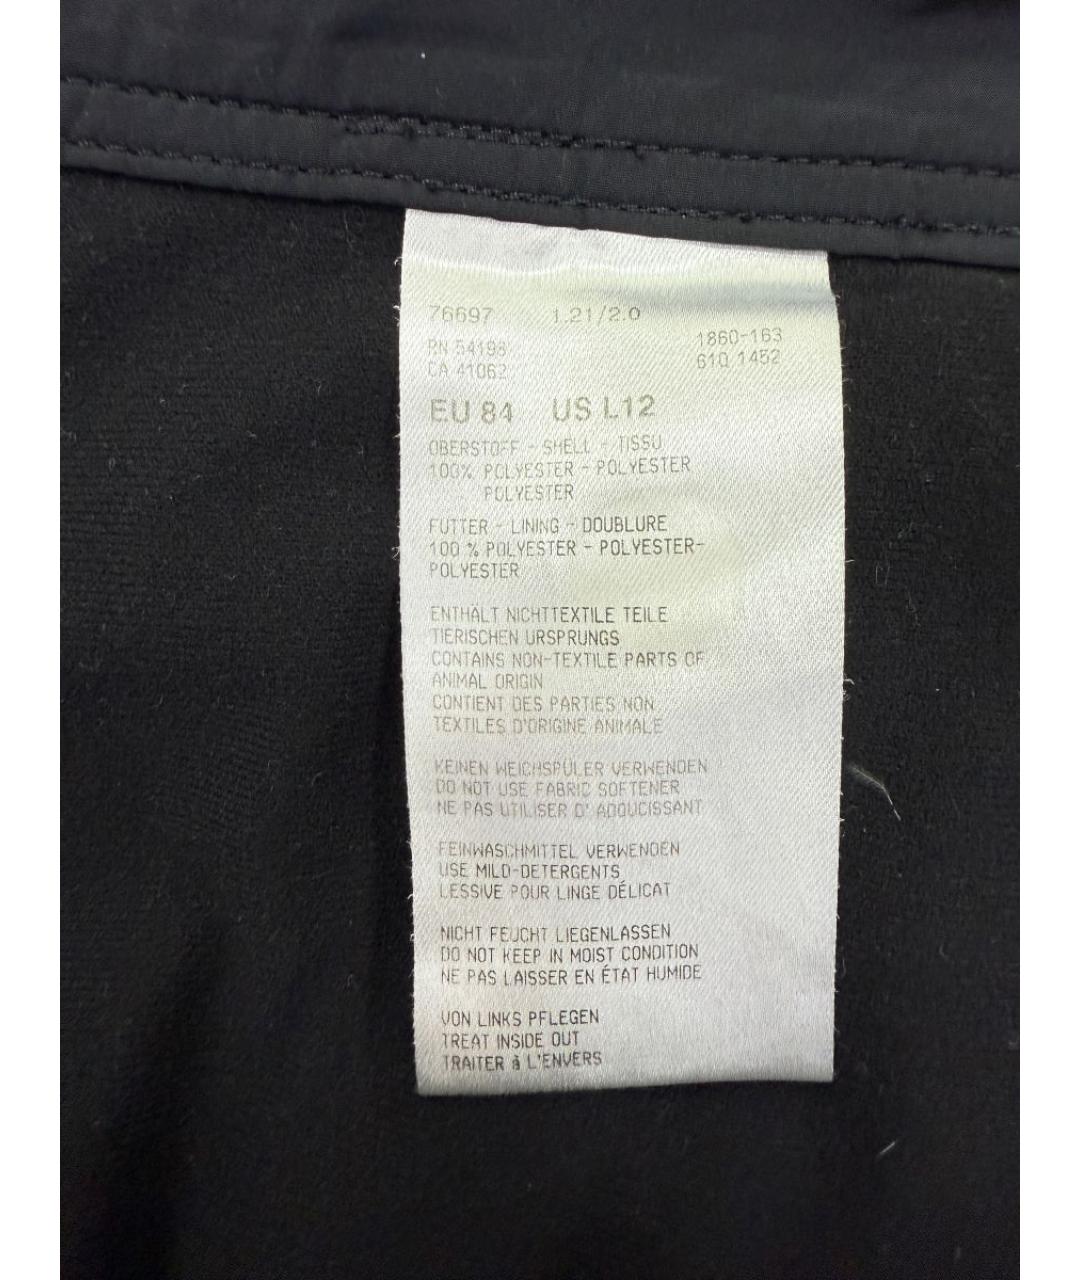 76697 1.21/2.0
1860-163
RN 54198
61Q 1452
CA 41062
EU 84 US L12
OBERSTOFF - SHELL - TISSU
100% POLYESTER - POLYESTER
POLYESTER
FUTTER - LINING - DOUBLURE
100 % POLYESTER - POLYESTER-
POLYESTER
ENTHÄLT NICHTTEXTILE TEILE
TIERISCHEN URSPRUNGS
CONTAINS NON-TEXTILE PARTS OF
ANIMAL ORIGIN
CONTIENT DES PARTIES NON
TEXTILES D'ORIGINE ANIMALE
KEINEN WEICHSPÜLER VERWENDEN
DO NOT USE FABRIC SOFTENER
NE PAS UTILISER D' ADOUCISSANT
FEINWASCHMITTEL VERWENDEN
USE MILD-DETERGENTS
LESSIVE POUR LINGE DÉLICAT
NICHT FEUCHT LIEGENLASSEN
DO NOT KEEP IN MOIST CONDITION
NE PAS LAISSER EN ÉTAT HUMIDE
VON LINKS PFLEGEN
TREAT INSIDE OUT
TRAITER à L'ENVERS